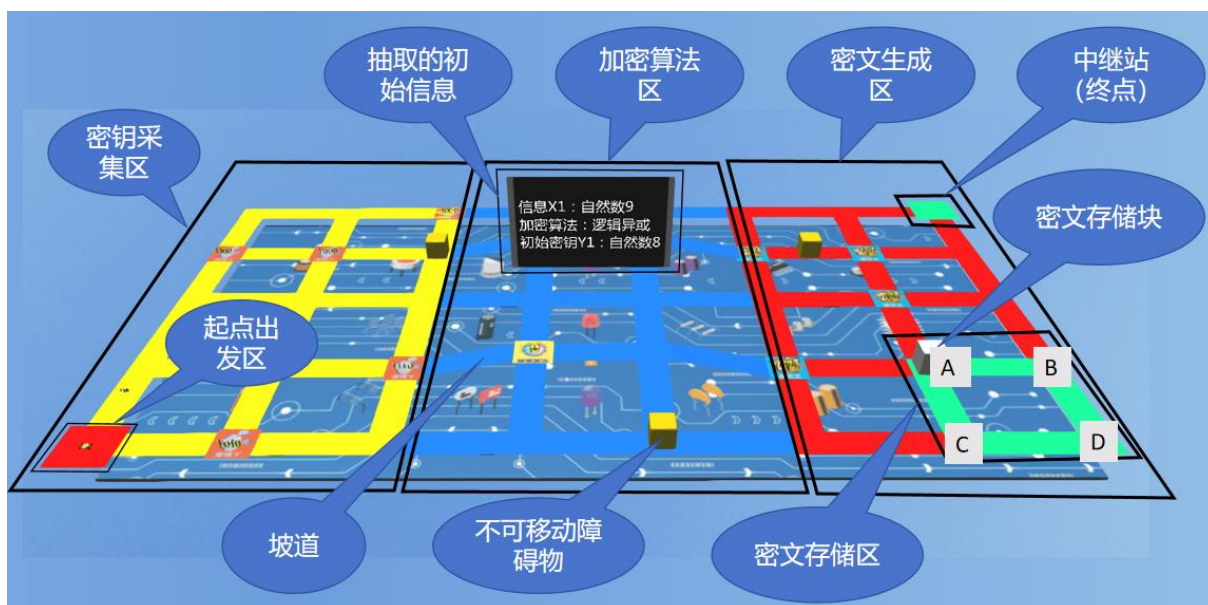 抽取的初
始信息
加密算法
区
密文生成
区
中继站
(终点)
密钥采
集区
信息X1：自然数9
加密算法：逻辑异或
初始密钥Y1：自然数8
密文存储块
起点出
发区
A
B
C
D
坡道
不可移动障
碍物
密文存储区